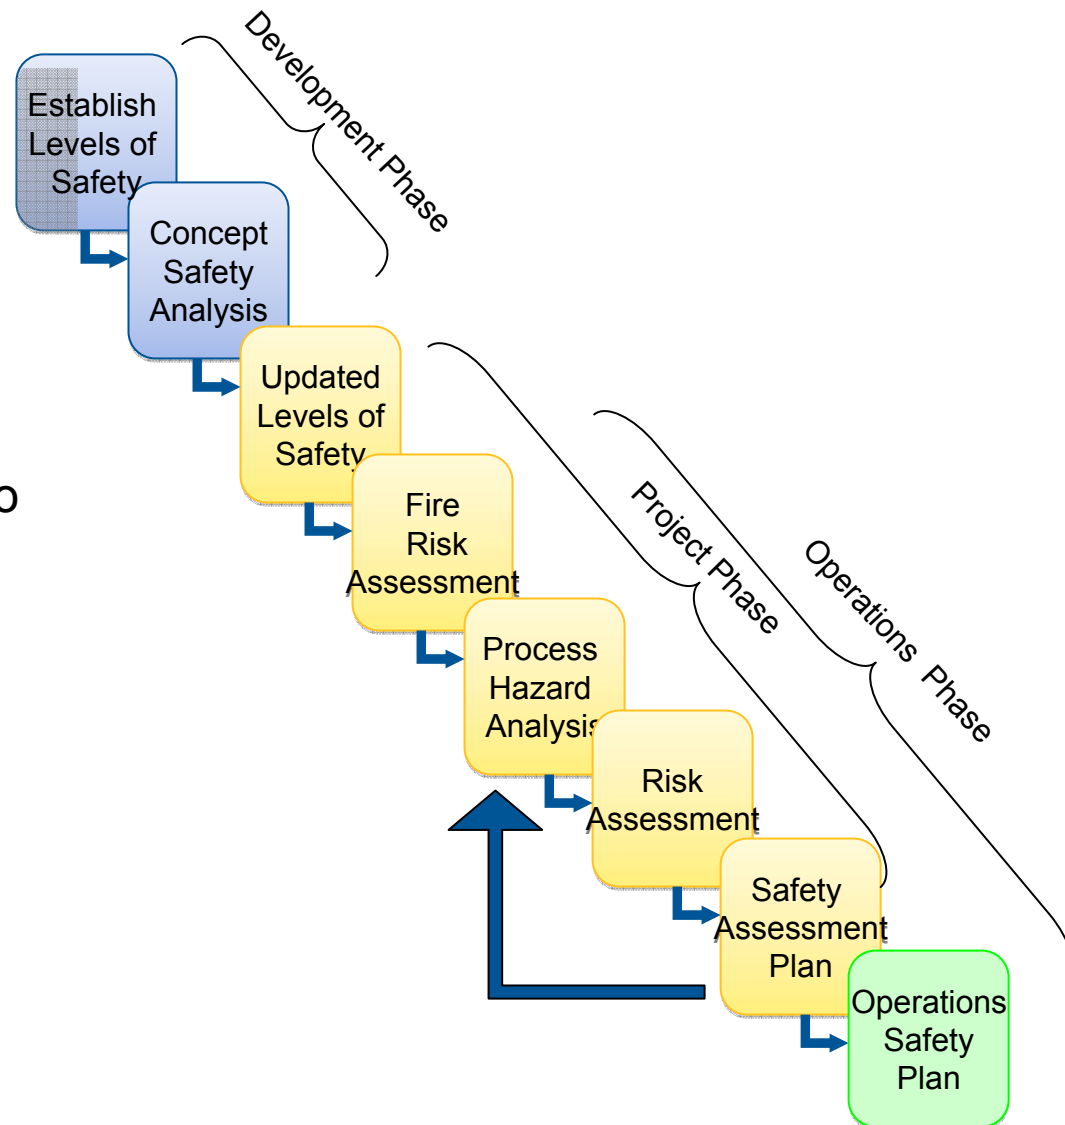 Development Phase
Establish
Levels of
Safety
Concept
Safety
Analysis
Updated
Levels of
Safety
o
Fire
Risk
Assessment
Project Phase
Operations Phase
Process
Hazard
Analysis
Risk
Assessment
Safety
Assessment
Plan
Operations
Safety
Plan